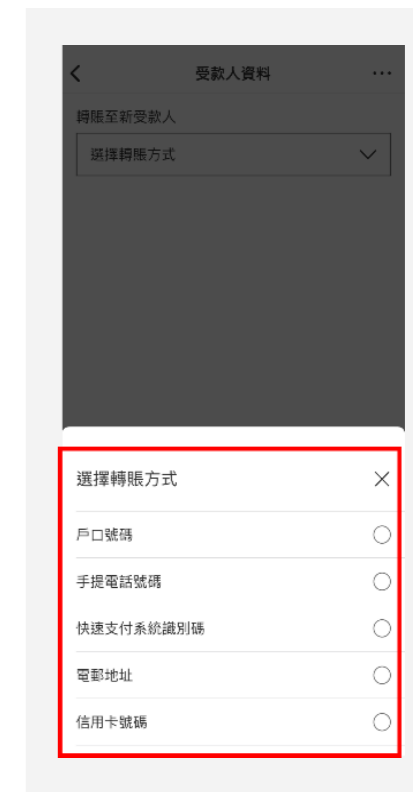 受款人資料
轉賬至新受款人
選擇轉賬方式
選擇轉賬方式
戶口號碼
手提電話號碼
快速支付系統識別碼
電郵地址
信用卡號碼